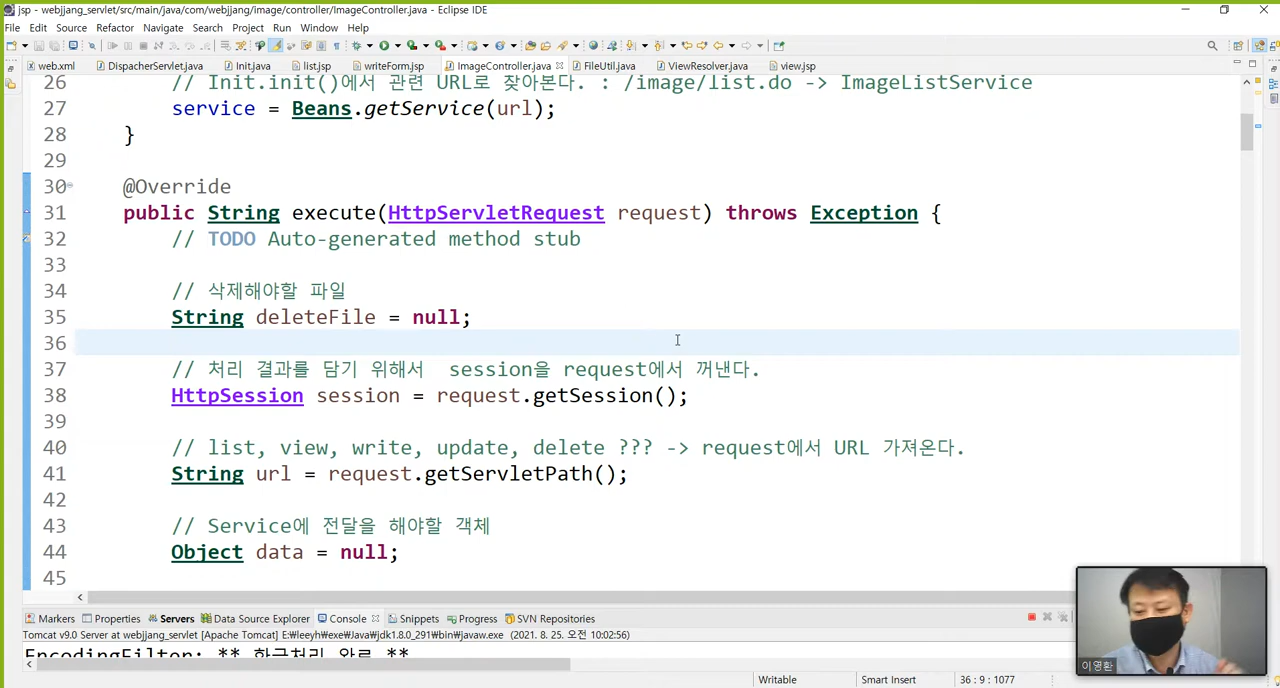 jsp - webjjang_servlet/src/main/java/com/webjjang/image/controller/ImageController.java - Eclipse IDE
File Edit Source Refactor Navigate Search Project Run Window Help
web.xml DispacherServlet.java Init.java list.jsp writeForm.jsp ImageController.java FileUtil.java ViewResolver.java view.jsp
26 // Init.init()에서 관련 URL로 찾아본다. : /image/list.do -> ImageListService
27 service = Beans.getService(url);
28 }
29
30 @Override
31 public String execute(HttpServletRequest request) throws Exception {
32 // TODO Auto-generated method stub
33
34 // 삭제해야할 파일
35 String deleteFile = null;
36
37 // 처리 결과를 담기 위해서  session을 request에서 꺼낸다.
38 HttpSession session = request.getSession();
39
40 // list, view, write, update, delete ??? -> request에서 URL 가져온다.
41 String url = request.getServletPath();
42
43 // Service에 전달을 해야할 객체
44 Object data = null;
45
Markers Properties Servers Data Source Explorer Console Snippets Progress SVN Repositories
Tomcat v9.0 Server at webjjang_servlet [Apache Tomcat] E:₩leeyh₩exe₩Java₩jdk1.8.0_291₩bin₩javaw.exe (2021. 8. 25. 오전 10:02:56)
EncodingFilter: ** 한글처리 완료 **
이영환
Writable Smart Insert 36 : 9 : 1077